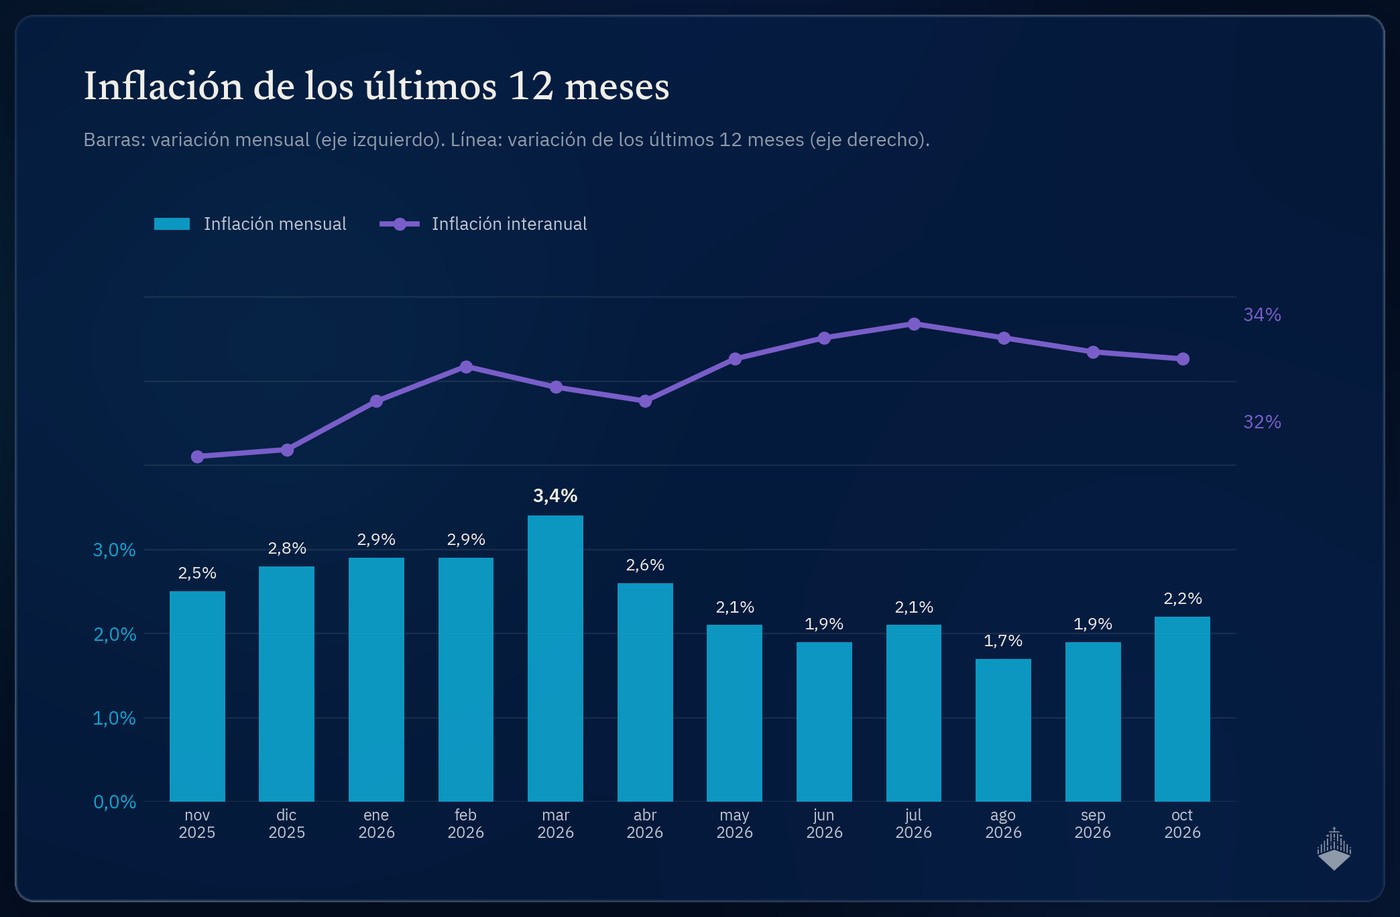 Inflación de los últimos 12 meses
Barras: variación mensual (eje izquierdo). Línea: variación de los últimos 12 meses (eje derecho).
Inflación mensual
Inflación interanual
34%
32%
3,0%
2,0%
1,0%
0,0%
2,5%
2,8%
2,9%
2,9%
3,4%
2,6%
2,1%
1,9%
2,1%
1,7%
1,9%
2,2%
nov
2025
dic
2025
ene
2026
feb
2026
mar
2026
abr
2026
may
2026
jun
2026
jul
2026
ago
2026
sep
2026
oct
2026